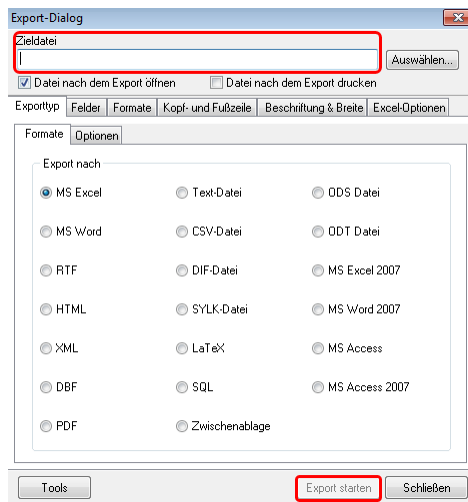 Export-Dialog
Zieldatei
Auswählen...
Datei nach dem Export öffnen Datei nach dem Export drucken
Exporttyp Felder Formate Kopf- und Fußzeile Beschriftung & Breite Excel-Optionen
Formate Optionen
Export nach
MS Excel Text-Datei ODS Datei
MS Word CSV-Datei ODT Datei
RTF DIF-Datei MS Excel 2007
HTML SYLK-Datei MS Word 2007
XML LaTeX MS Access
DBF SQL MS Access 2007
PDF Zwischenablage
Tools Export starten Schließen